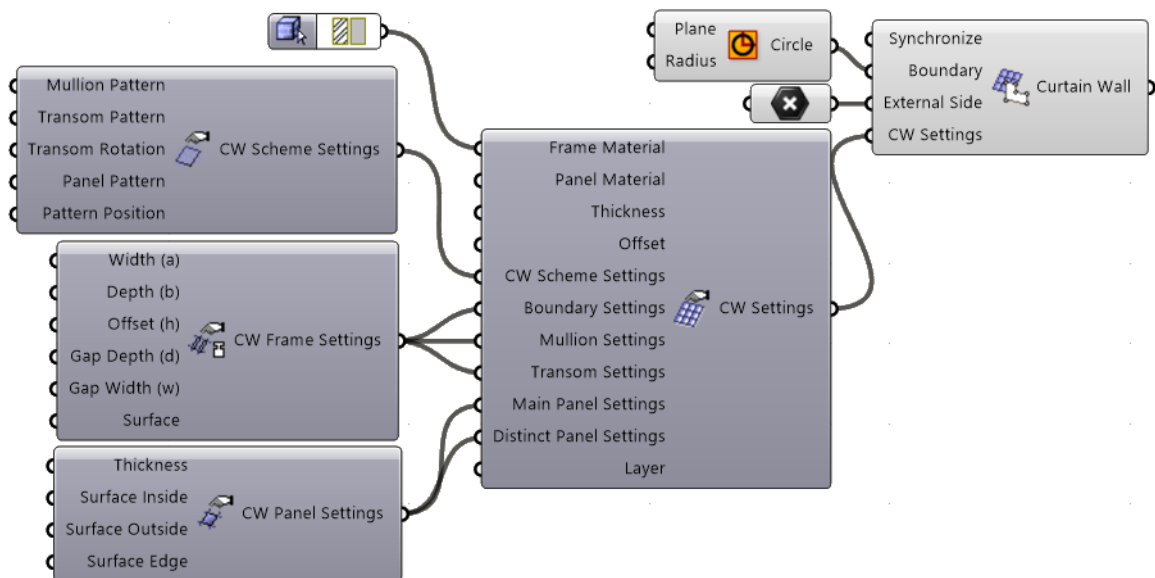 Mullion Pattern
Transom Pattern
Transom Rotation
Panel Pattern
Pattern Position
CW Scheme Settings
Width (a)
Depth (b)
Offset (h)
Gap Depth (d)
Gap Width (w)
Surface
CW Frame Settings
Thickness
Surface Inside
Surface Outside
Surface Edge
CW Panel Settings
Frame Material
Panel Material
Thickness
Offset
CW Scheme Settings
Boundary Settings
Mullion Settings
Transom Settings
Main Panel Settings
Distinct Panel Settings
Layer
CW Settings
Plane
Radius
Circle
Synchronize
Boundary
External Side
CW Settings
Curtain Wall